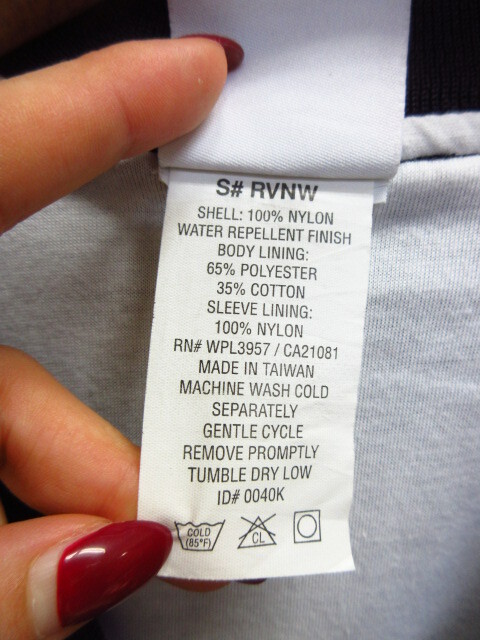 S# RVNW
SHELL: 100% NYLON
WATER REPELLENT FINISH
BODY LINING:
65% POLYESTER
35% COTTON
SLEEVE LINING:
100% NYLON
RN# WPL3957 / CA21081
MADE IN TAIWAN
MACHINE WASH COLD
SEPARATELY
GENTLE CYCLE
REMOVE PROMPTLY
TUMBLE DRY LOW
ID# 0040K
COLD
(85°F)
CL